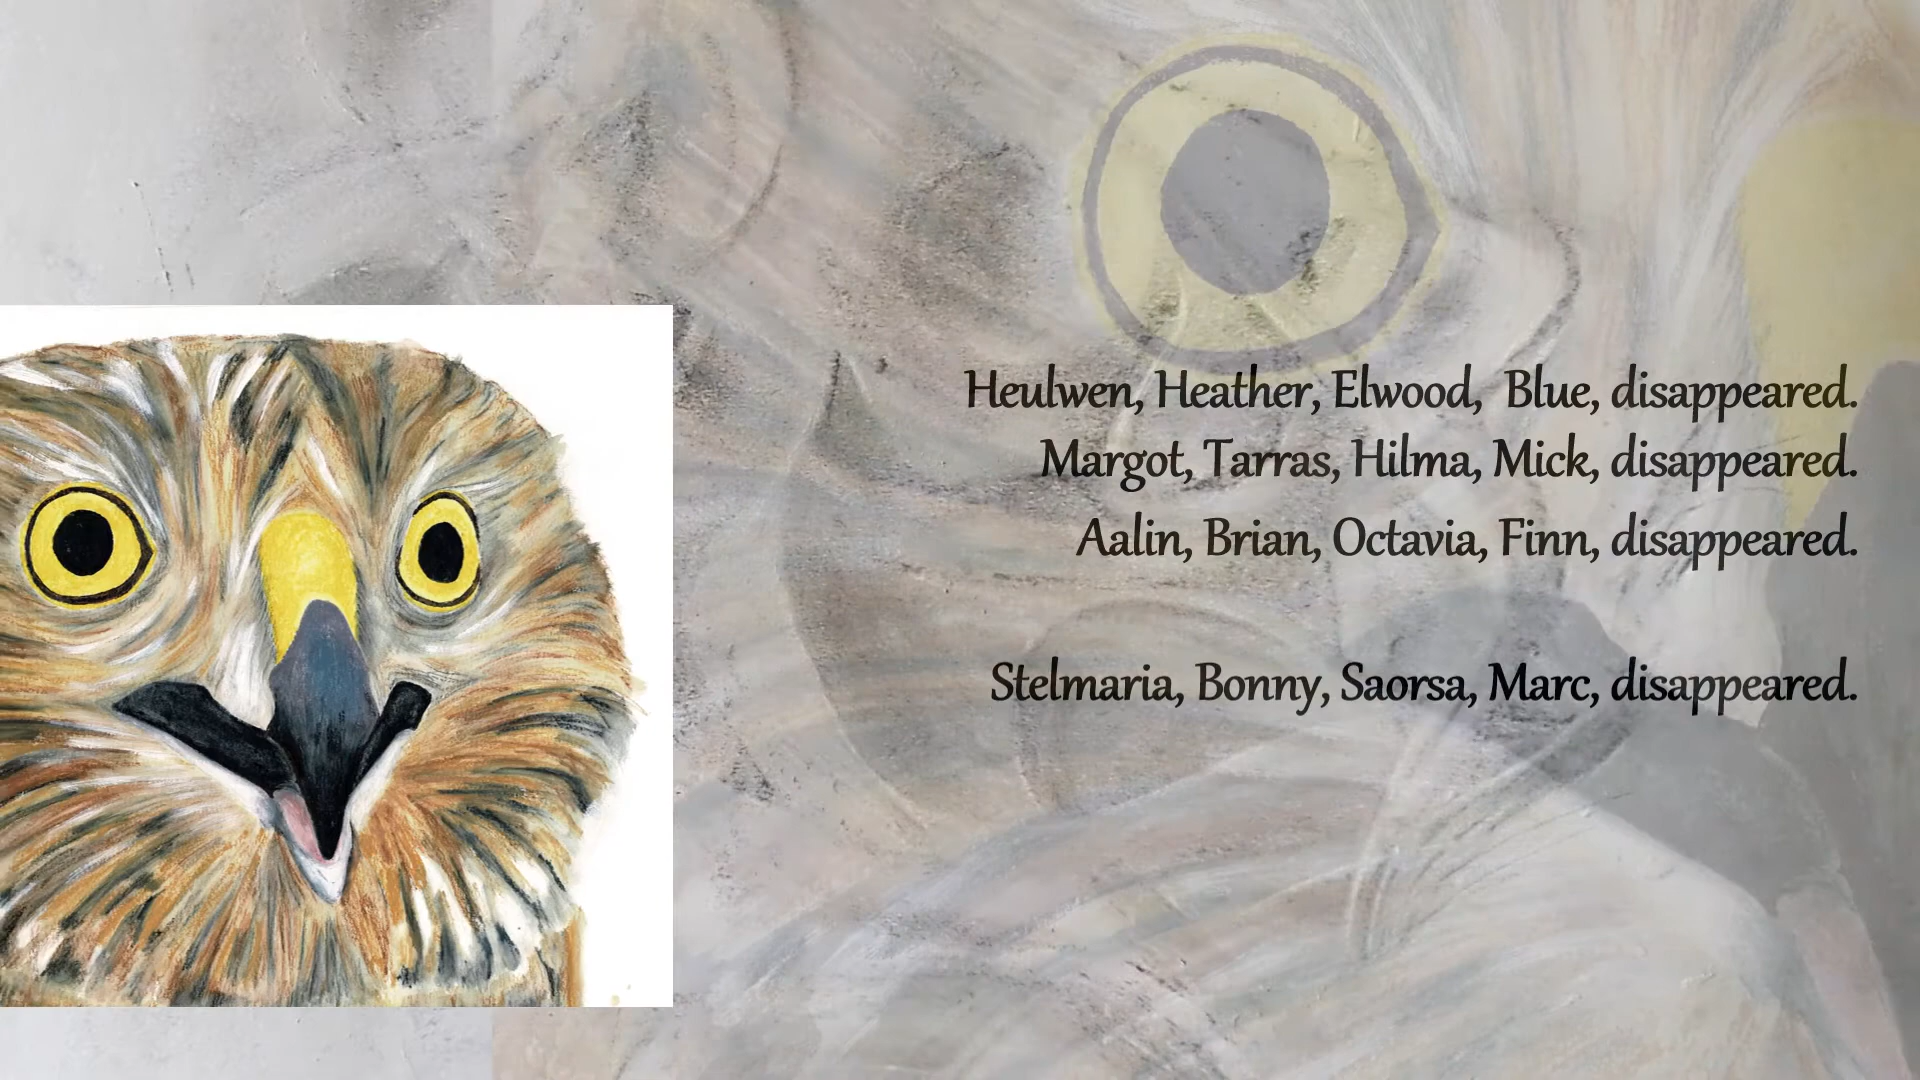 Heulwen, Heather, Elwood,  Blue, disappeared.
Margot, Tarras, Hilma, Mick, disappeared.
Aalin, Brian, Octavia, Finn, disappeared.
Stelmaria, Bonny, Saorsa, Marc, disappeared.